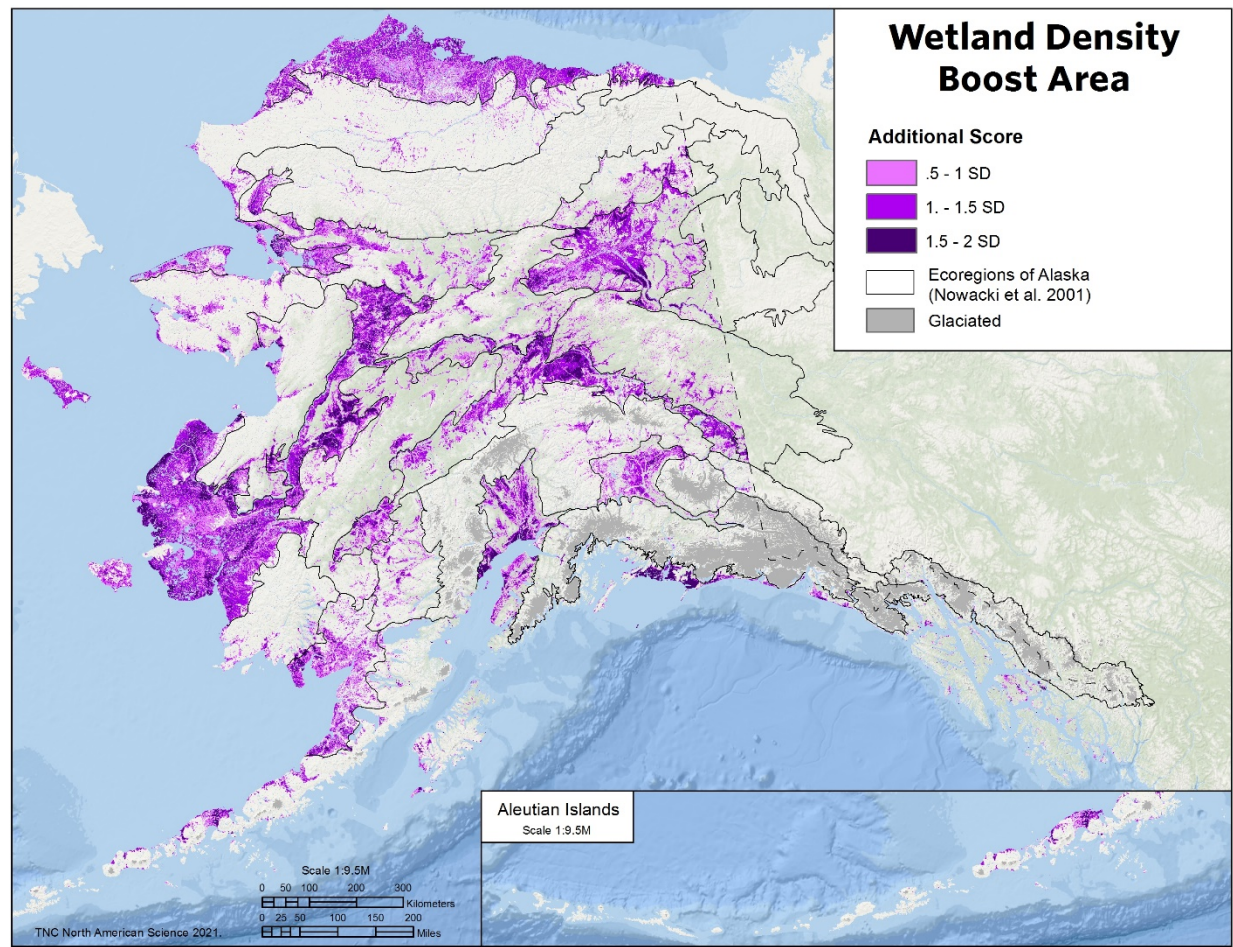 Wetland Density
Boost Area
Additional Score
.5 - 1 SD
1. - 1.5 SD
1.5 - 2 SD
Ecoregions of Alaska
(Nowacki et al. 2001)
Glaciated
Aleutian Islands
Scale 1:9.5M
Scale 1:9.5M
0 50 100 200 300
Kilometers
0 25 50 100 150 200
Miles
TNC North American Science 2021.